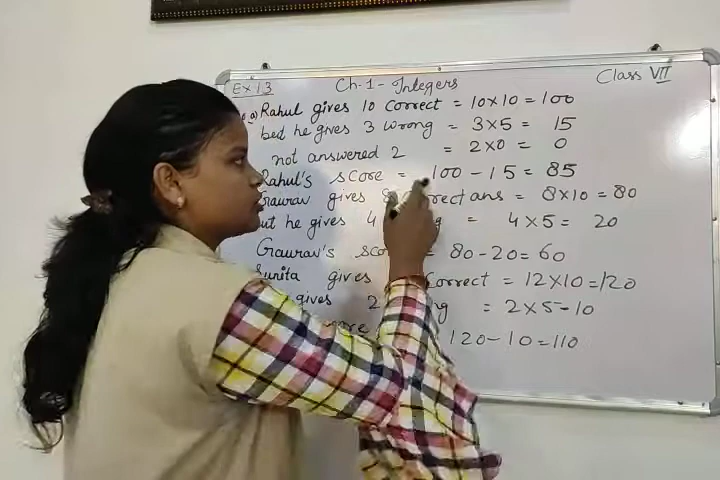 Ex 1.3 Ch-1- Integers Class VII
a) Rahul gives 10 correct = 10×10 = 100
bed he gives 3 wrong = 3×5 = 15
not answered 2 = 2×0 = 0
Rahul's score = 100 - 15 = 85
Gaurav gives 8 correct ans = 8×10 = 80
but he gives 4 = 4×5 = 20
Gaurav's = 80 - 20 = 60
Sunita gives correct = 12×10 = 120
gives 2 = 2×5 - 10
120 - 10 = 110